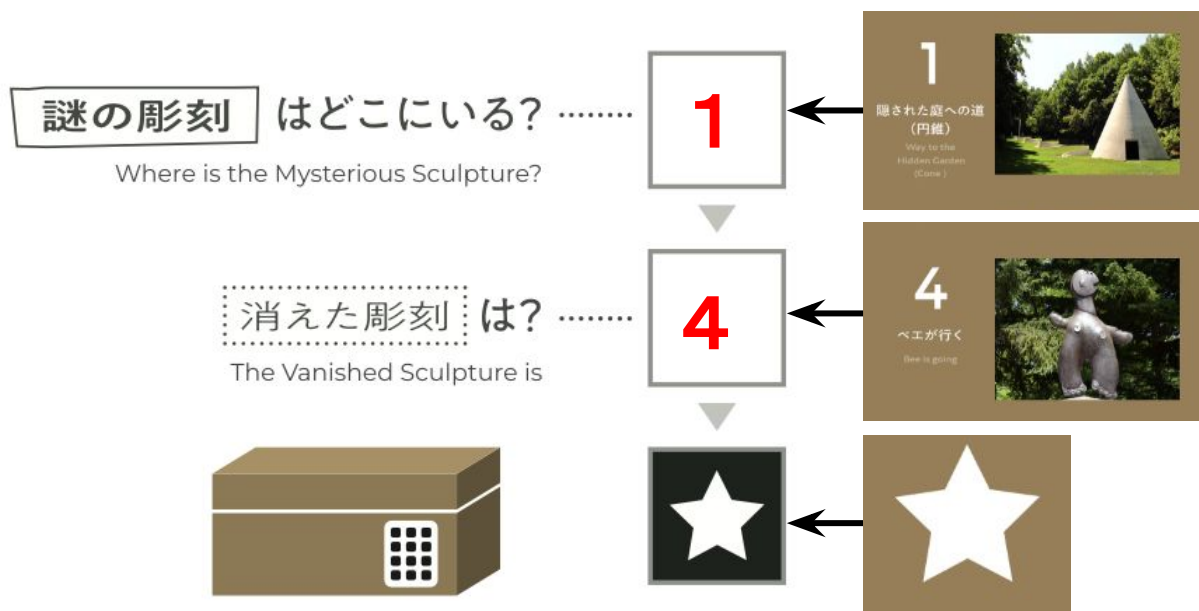 謎の彫刻 はどこにいる? ········
Where is the Mysterious Sculpture?
1
1
隠された庭への道
(円錐)
Way to the
Hidden Garden
(Cone )
消えた彫刻 は? ········
The Vanished Sculpture is
4
4
ベエが行く
Bee is going